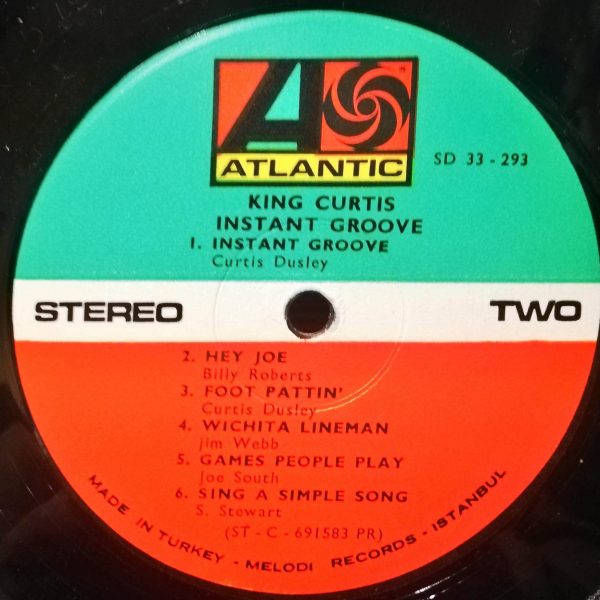 ATLANTIC
SD 33 - 293
KING CURTIS
INSTANT GROOVE
1. INSTANT GROOVE
Curtis Dusley
STEREO
TWO
2. HEY JOE
Billy Roberts
3. FOOT PATTIN'
Curtis Dusley
4. WICHITA LINEMAN
Jim Webb
5. GAMES PEOPLE PLAY
Joe South
6. SING A SIMPLE SONG
S. Stewart
(ST - C - 691583 PR)
MADE IN TURKEY - MELODI RECORDS - ISTANBUL